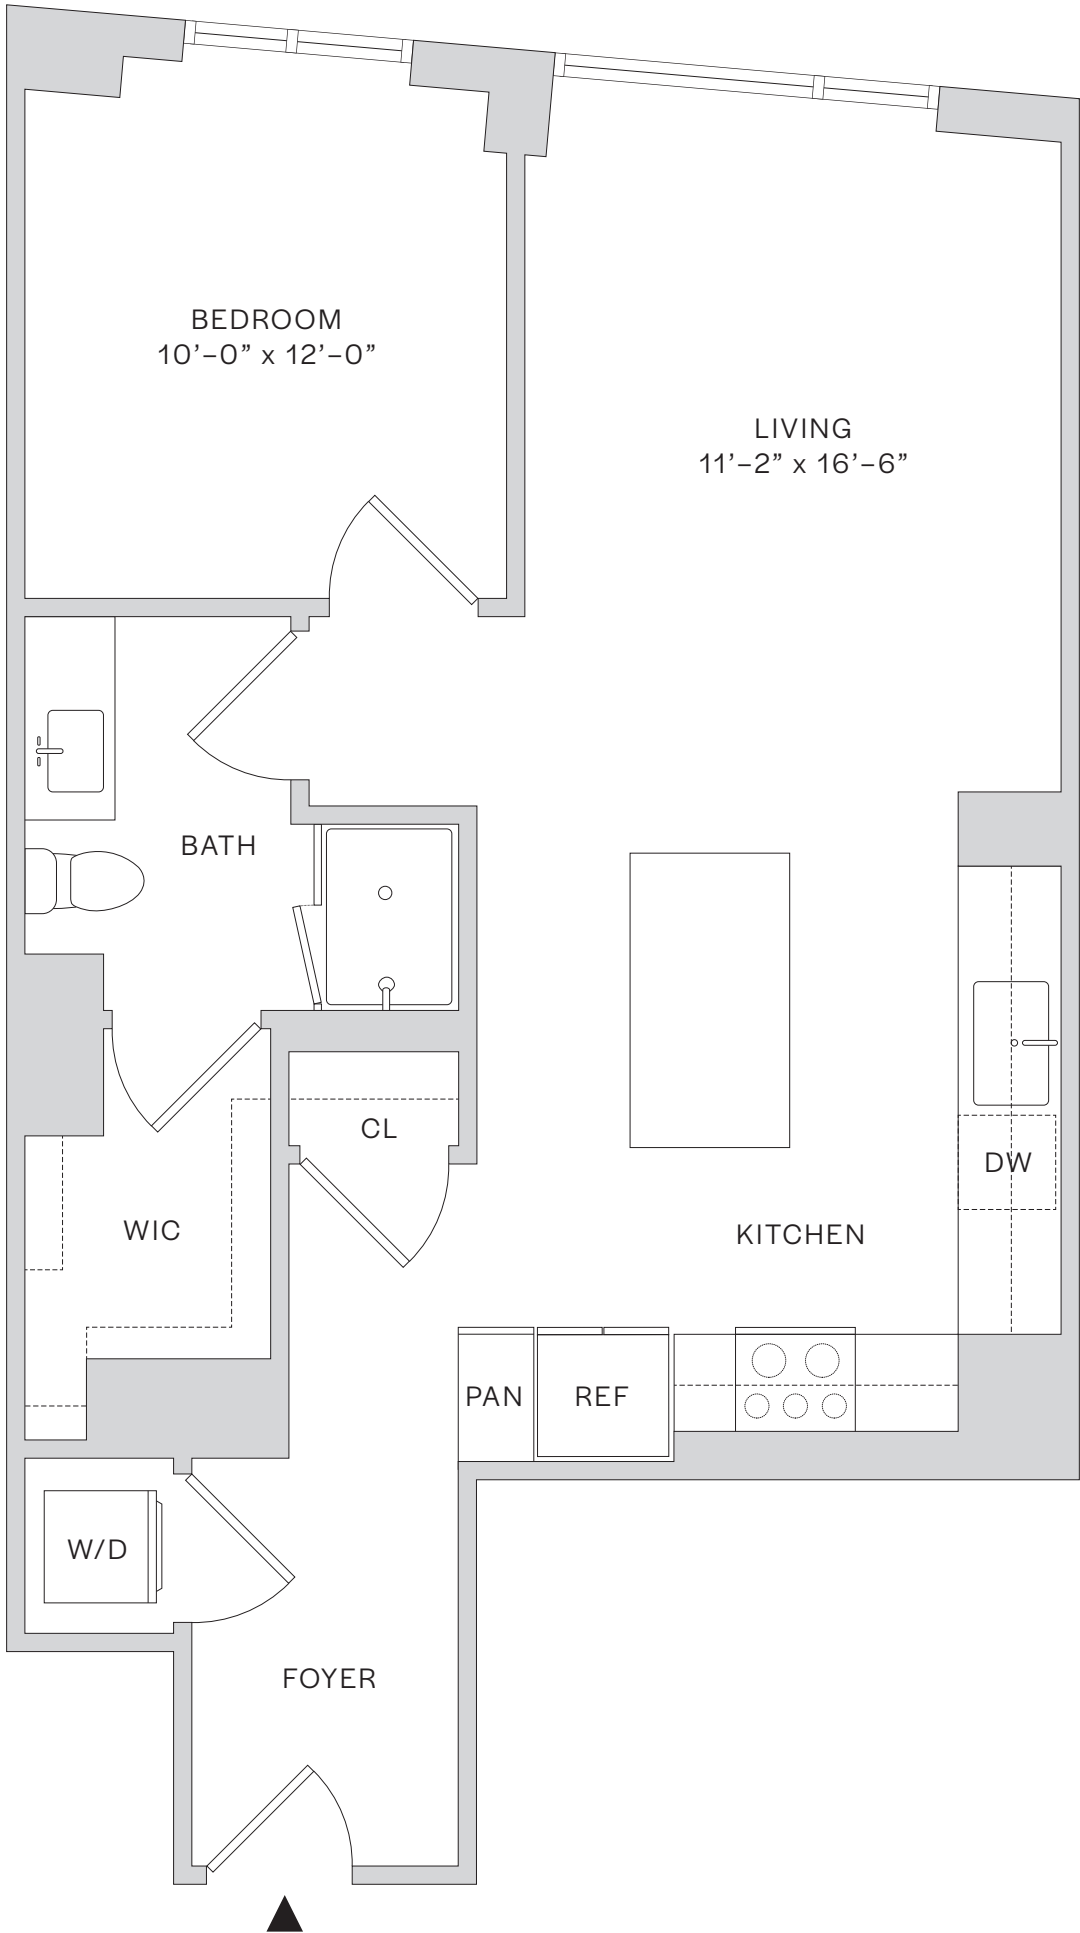 BEDROOM
10’–0” x 12’–0”
LIVING
11’–2” x 16’–6”
BATH
CL
DW
WIC
KITCHEN
PAN
REF
W/D
FOYER